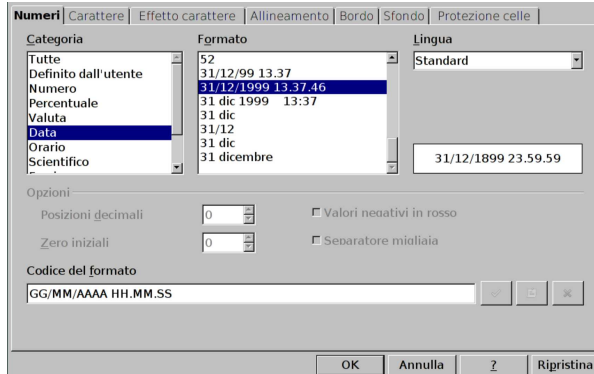 Numeri Carattere Effetto carattere Allineamento Bordo Sfondo Protezione celle
Categoria
Tutte
Definito dall'utente
Numero
Percentuale
Valuta
Data
Orario
Scientifico
Formato
52
31/12/99 13.37
31/12/1999 13.37.46
31 dic 1999 13:37
31 dic
31/12
31 dic
31 dicembre
Lingua
Standard
31/12/1899 23.59.59
Opzioni
Posizioni decimali 0
Valori negativi in rosso
Zero iniziali 0
Separatore migliaia
Codice del formato
GG/MM/AAAA HH.MM.SS
OK Annulla ? Ripristina